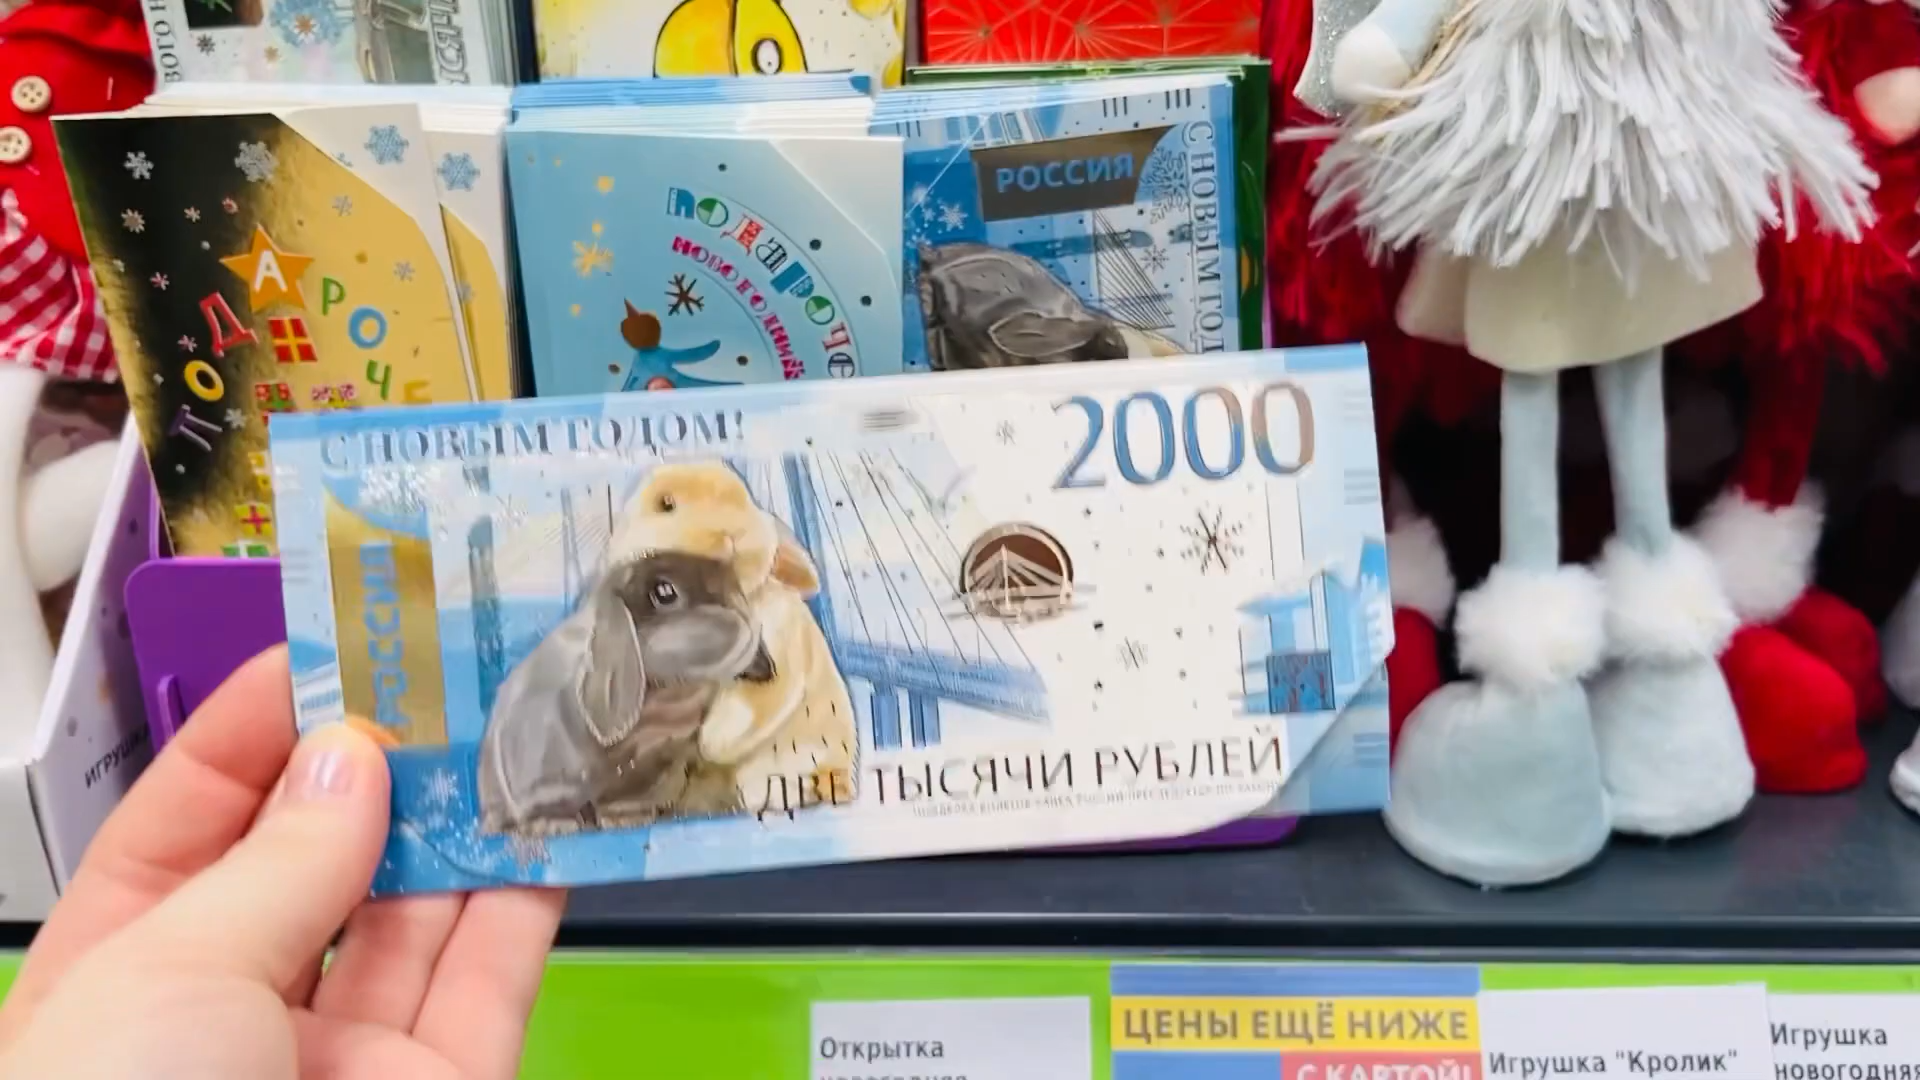 ПОДАРОЧЕ
ПОДАРОЧЕ
НОВОГОДНИЙ
РОССИЯ
С НОВЫМ ГОД
С НОВЫМ ГОДОМ!
2000
РОССИЯ
ДВЕ ТЫСЯЧИ РУБЛЕЙ
ИГРУШКА
Открытка
ЦЕНЫ ЕЩЁ НИЖЕ
С КАРТОЙ!
Игрушка "Кролик"
Игрушка
новогодняя